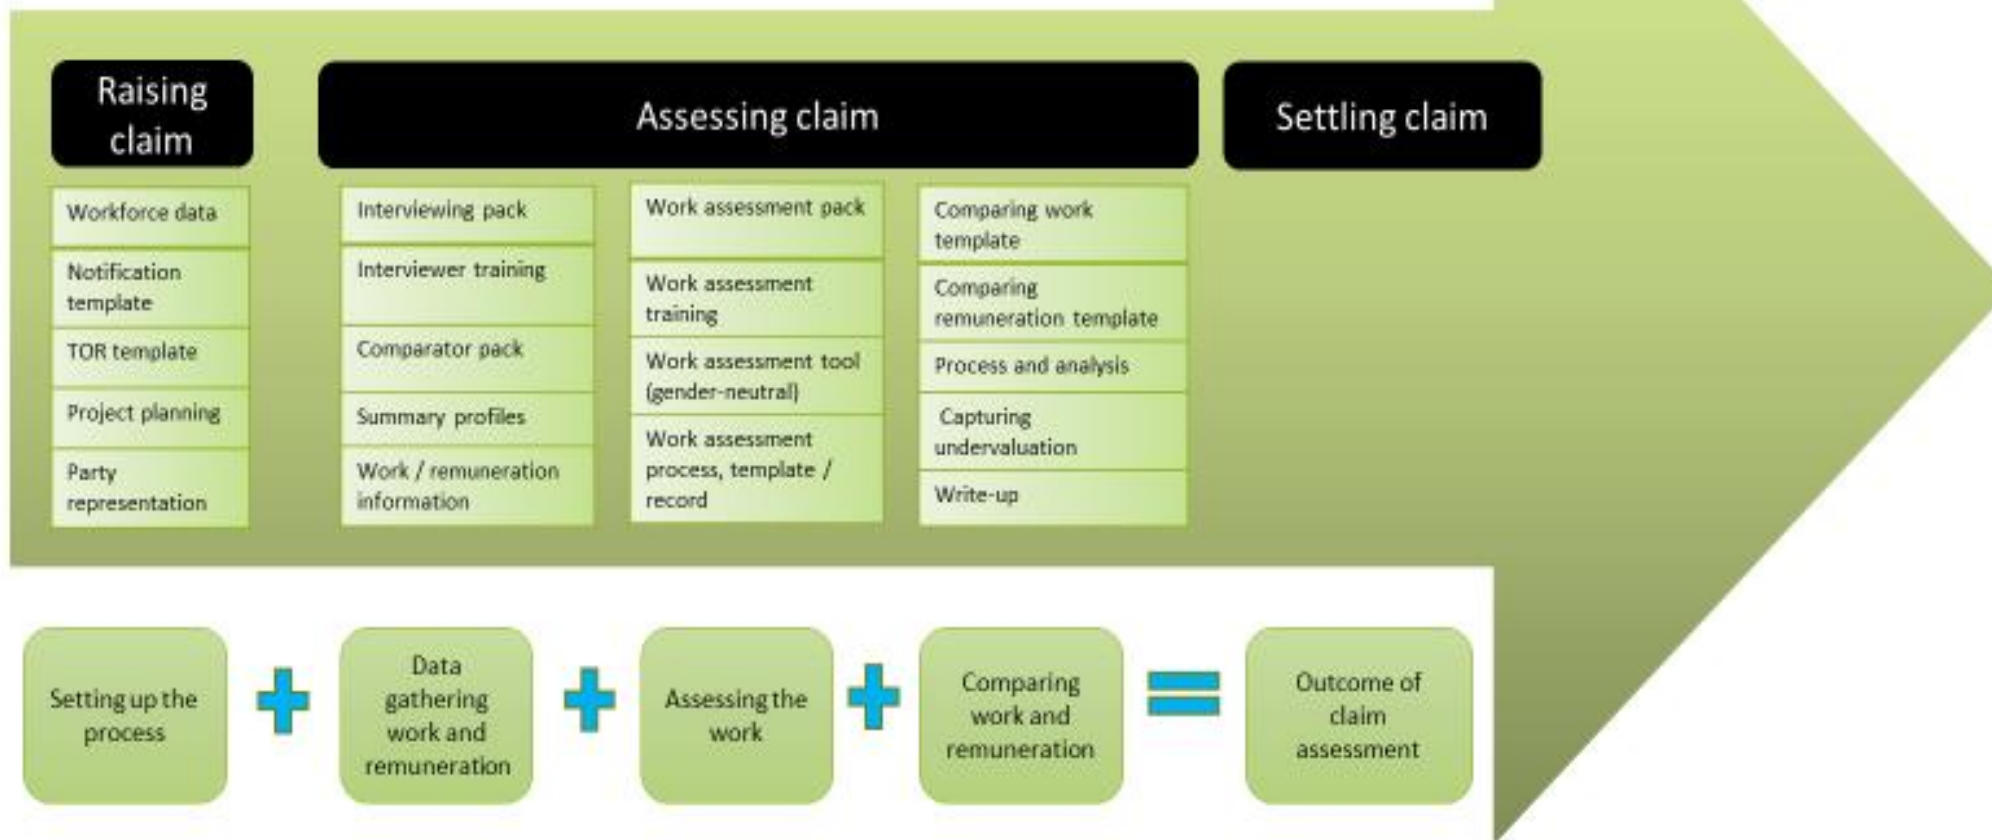 Raising
claim
Assessing claim
Settling claim
Workforce data
Notification
template
TOR template
Project planning
Party
representation
Interviewing pack
Interviewer training
Comparator pack
Summary profiles
Work / remuneration
information
Work assessment pack
Work assessment
training
Work assessment tool
(gender-neutral)
Work assessment
process, template /
record
Comparing work
template
Comparing
remuneration template
Process and analysis
Capturing
undervaluation
Write-up
Setting up the
process
+
Data
gathering
work and
remuneration
+
Assessing the
work
+
Comparing
work and
remuneration
=
Outcome of
claim
assessment